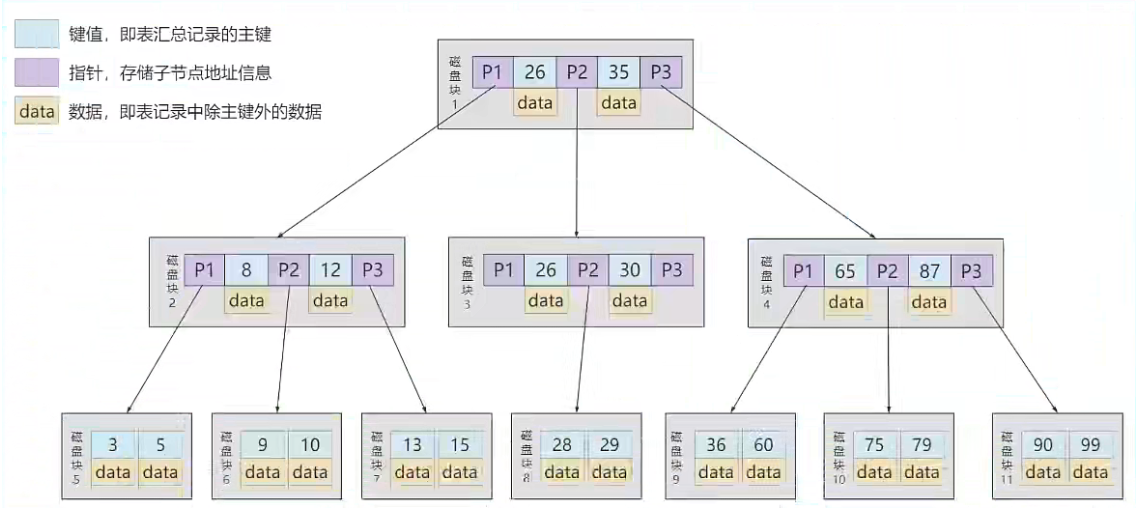 键值，即表汇总记录的主键
指针，存储子节点地址信息
data 数据，即表记录中除主键外的数据
磁盘块1
P1 26 P2 35 P3
data data
磁盘块2
P1 8 P2 12 P3
data data
磁盘块3
P1 26 P2 30 P3
data data
磁盘块4
P1 65 P2 87 P3
data data
磁盘块5
3 5
data data
磁盘块6
9 10
data data
磁盘块7
13 15
data data
磁盘块8
28 29
data data
磁盘块9
36 60
data data
磁盘块10
75 79
data data
磁盘块11
90 99
data data